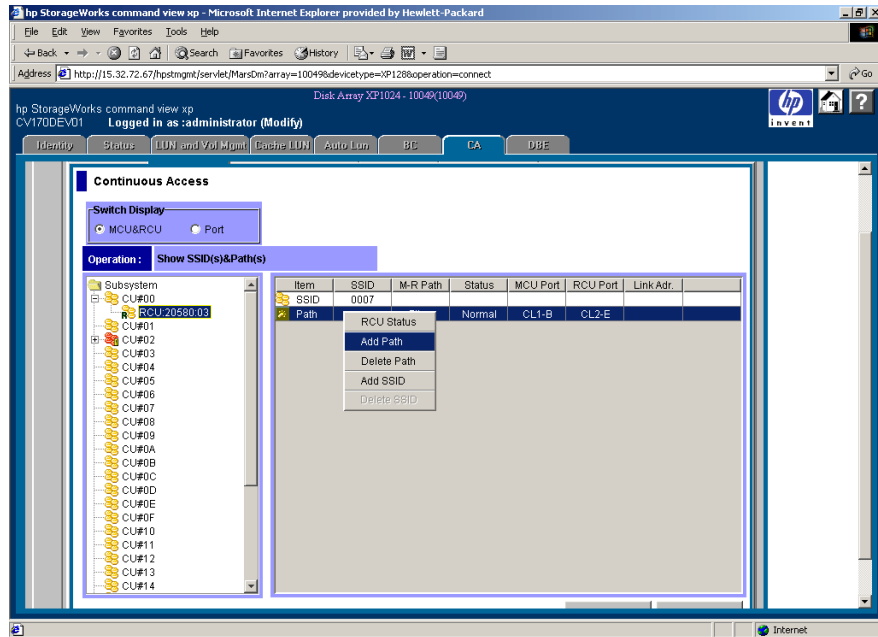 hp StorageWorks command view xp - Microsoft Internet Explorer provided by Hewlett-Packard
File Edit View Favorites Tools Help
Back Search Favorites History
Address http://15.32.72.67/hpstmgmt/servlet/MarsDm?array=10049&devicetype=XP128&operation=connect Go
Disk Array XP1024 - 10049(10049)
hp StorageWorks command view xp
CV170DEV01 Logged in as :administrator (Modify)
hp
invent
?
Identity Status LUN and Vol Mgmt Cache LUN Auto Lun BC CA DBE
Continuous Access
Switch Display
MCU&RCU Port
Operation : Show SSID(s)&Path(s)
Subsystem
CU#00
RCU:20580:03
CU#01
CU#02
CU#03
CU#04
CU#05
CU#06
CU#07
CU#08
CU#09
CU#0A
CU#0B
CU#0C
CU#0D
CU#0E
CU#0F
CU#10
CU#11
CU#12
CU#13
CU#14
Item SSID M-R Path Status MCU Port RCU Port Link Adr.
SSID 0007
Path Normal CL1-B CL2-E
RCU Status
Add Path
Delete Path
Add SSID
Delete SSID
Internet